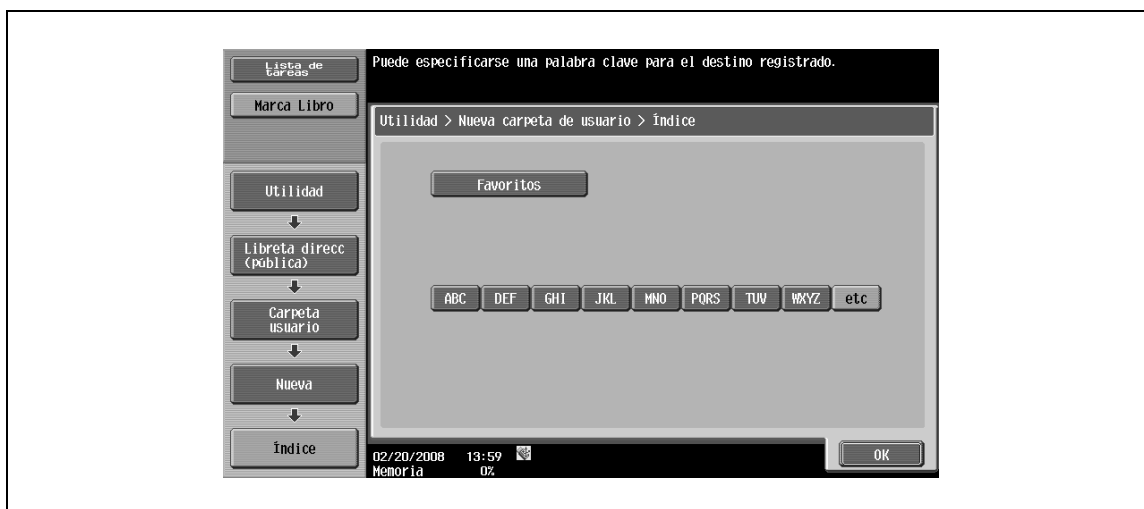 Lista de
tareas
Marca Libro
Puede especificarse una palabra clave para el destino registrado.
Utilidad > Nueva carpeta de usuario > Índice
Utilidad
Libreta direcc
(pública)
Carpeta
usuario
Nueva
Índice
Favoritos
ABC DEF GHI JKL MNO PQRS TUV WXYZ etc
02/20/2008 13:59
Memoria 0%
OK